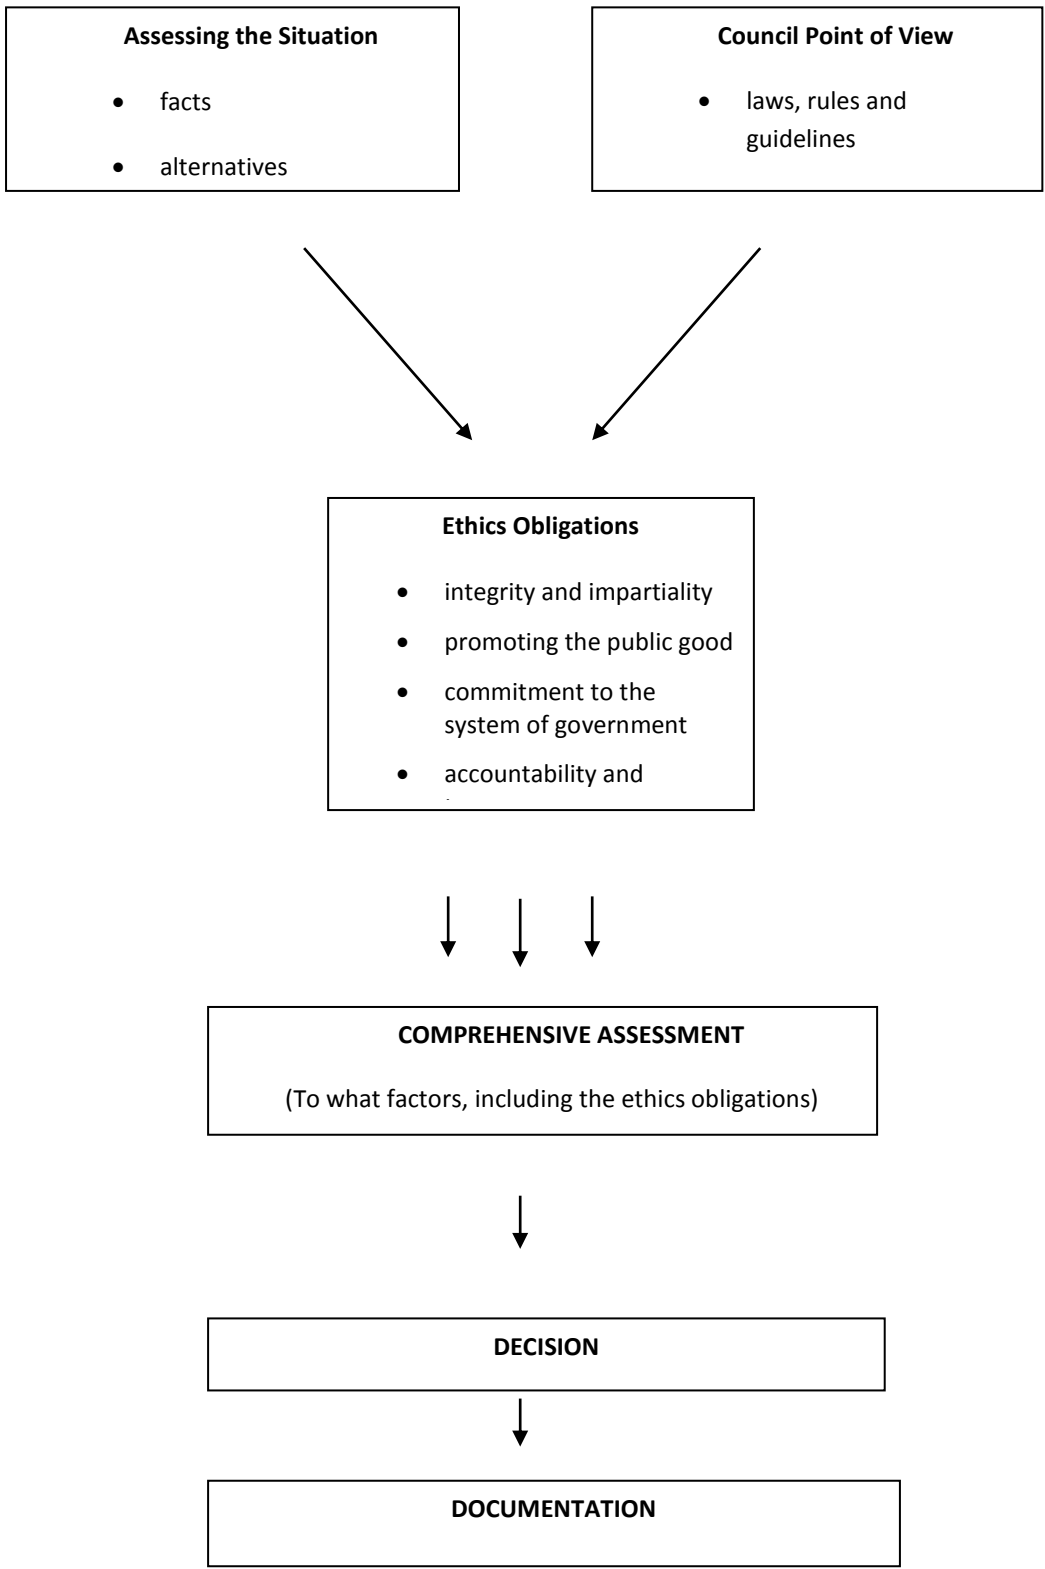 Assessing the Situation
• facts
• alternatives
Council Point of View
• laws, rules and
guidelines
Ethics Obligations
• integrity and impartiality
• promoting the public good
• commitment to the
system of government
• accountability and
COMPREHENSIVE ASSESSMENT
(To what factors, including the ethics obligations)
DECISION
DOCUMENTATION